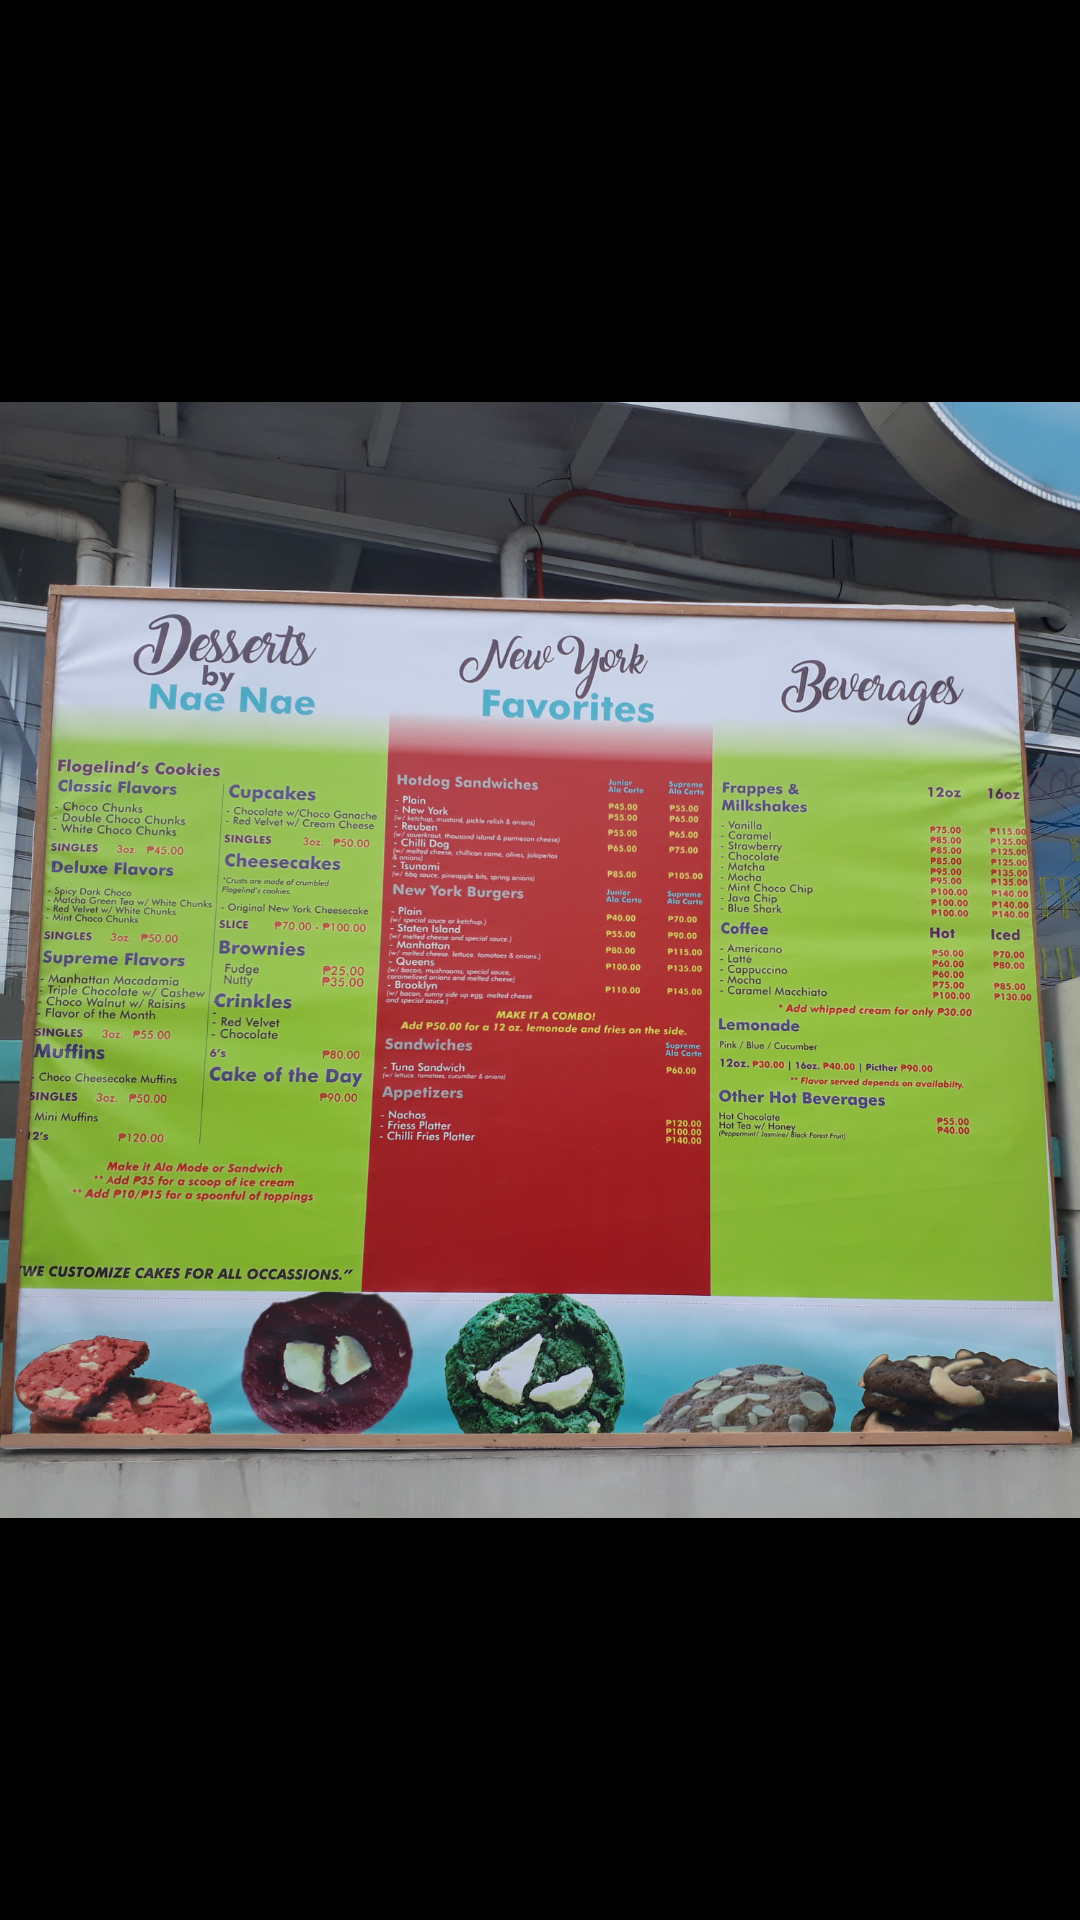 Desserts
by
Nae Nae
Flogelind's Cookies
Classic Flavors
- Choco Chunks
- Double Choco Chunks
- White Choco Chunks
SINGLES 3oz. ₱45.00
Deluxe Flavors
- Spicy Dark Choco
- Matcha Green Tea w/ White Chunks
- Red Velvet w/ White Chunks
- Mint Choco Chunks
SINGLES 3oz. ₱50.00
Supreme Flavors
- Manhattan Macadamia
- Triple Chocolate w/ Cashew
- Choco Walnut w/ Raisins
- Flavor of the Month
SINGLES 3oz. ₱55.00
Muffins
- Choco Cheesecake Muffins
SINGLES 3oz. ₱50.00
- Mini Muffins
12's ₱120.00
Cupcakes
- Chocolate w/Choco Ganache
- Red Velvet w/ Cream Cheese
SINGLES 3oz. ₱50.00
Cheesecakes
*Crusts are made of crumbled
Flogelind's cookies.
- Original New York Cheesecake
SLICE ₱70.00 - ₱100.00
Brownies
Fudge ₱25.00
Nutty ₱35.00
Crinkles
-
- Red Velvet
- Chocolate
6's ₱80.00
Cake of the Day
₱90.00
Make it Ala Mode or Sandwich
** Add ₱35 for a scoop of ice cream
** Add ₱10/₱15 for a spoonful of toppings
"WE CUSTOMIZE CAKES FOR ALL OCCASSIONS."
New York
Favorites
Hotdog Sandwiches Junior Ala Carte Supreme Ala Carte
- Plain ₱45.00 ₱55.00
- New York ₱55.00 ₱65.00
(w/ ketchup, mustard, pickle relish & onions)
- Reuben ₱55.00 ₱65.00
(w/ sauerkraut, thousand island & parmesan cheese)
- Chilli Dog ₱65.00 ₱75.00
(w/ melted cheese, chillicon carne, olives, jalapeños
& onions)
- Tsunami ₱85.00 ₱105.00
(w/ bbq sauce, pineapple bits, spring onions)
New York Burgers Junior Ala Carte Supreme Ala Carte
- Plain ₱40.00 ₱70.00
(w/ special sauce or ketchup.)
- Staten Island ₱55.00 ₱90.00
(w/ melted cheese and special sauce.)
- Manhattan ₱80.00 ₱115.00
(w/ melted cheese, lettuce, tomatoes & onions.)
- Queens ₱100.00 ₱135.00
(w/ bacon, mushrooms, special sauce,
caramelized onions and melted cheese)
- Brooklyn ₱110.00 ₱145.00
(w/ bacon, sunny side up egg, melted cheese
and special sauce.)
MAKE IT A COMBO!
Add ₱50.00 for a 12 oz. lemonade and fries on the side.
Sandwiches Supreme Ala Carte
- Tuna Sandwich ₱60.00
(w/ lettuce, tomatoes, cucumber & onions)
Appetizers
- Nachos ₱120.00
- Friess Platter ₱100.00
- Chilli Fries Platter ₱140.00
Beverages
Frappes & 12oz 16oz
Milkshakes
- Vanilla ₱75.00 ₱115.00
- Caramel ₱85.00 ₱125.00
- Strawberry ₱85.00 ₱125.00
- Chocolate ₱85.00 ₱125.00
- Matcha ₱95.00 ₱135.00
- Mocha ₱95.00 ₱135.00
- Mint Choco Chip ₱100.00 ₱140.00
- Java Chip ₱100.00 ₱140.00
- Blue Shark ₱100.00 ₱140.00
Coffee Hot Iced
- Americano ₱50.00 ₱70.00
- Latté ₱60.00 ₱80.00
- Cappuccino ₱60.00
- Mocha ₱75.00 ₱85.00
- Caramel Macchiato ₱100.00 ₱130.00
* Add whipped cream for only ₱30.00
Lemonade
Pink / Blue / Cucumber
12oz. ₱30.00 | 16oz. ₱40.00 | Picther ₱90.00
** Flavor served depends on availabilty.
Other Hot Beverages
Hot Chocolate ₱55.00
Hot Tea w/ Honey ₱40.00
(Peppermint/ Jasmine/ Black Forest Fruit)